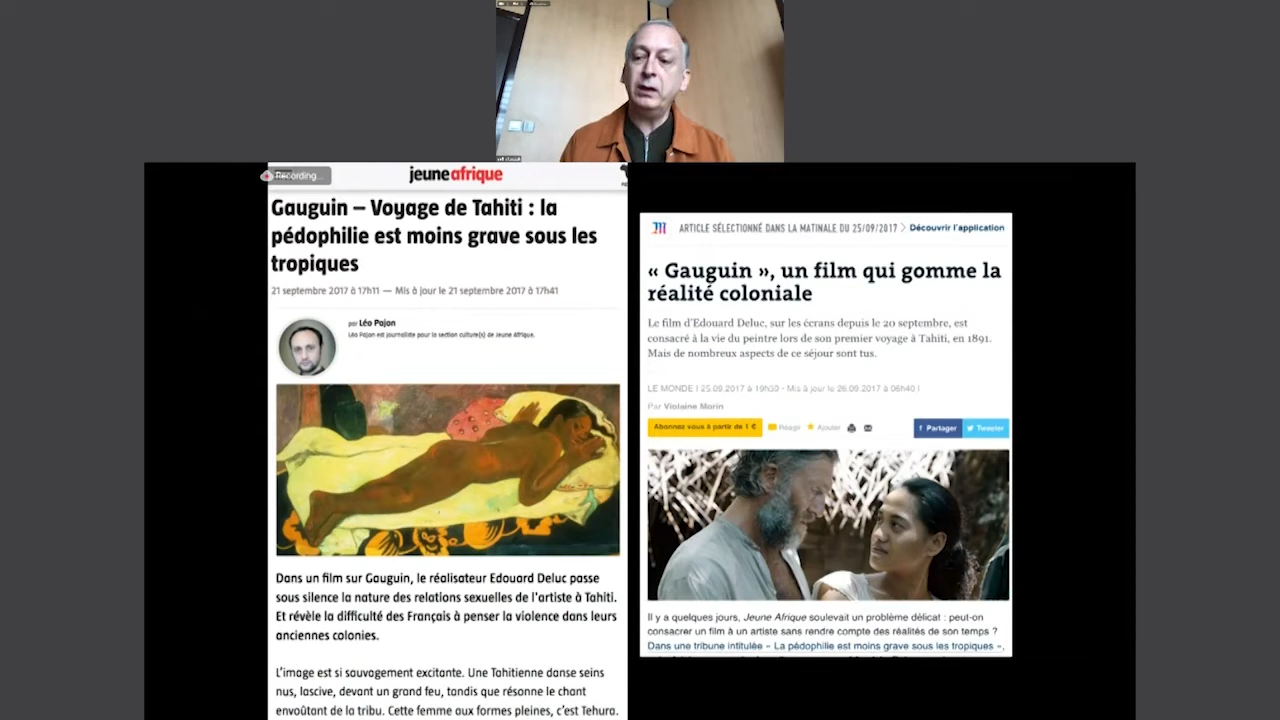 Recording...
jeuneafrique
Gauguin – Voyage de Tahiti : la
pédophilie est moins grave sous les
tropiques
21 septembre 2017 à 17h11 — Mis à jour le 21 septembre 2017 à 17h41
par Léo Pajon
Léo Pajon est journaliste pour la section culture(s) de Jeune Afrique.
Dans un film sur Gauguin, le réalisateur Edouard Deluc passe
sous silence la nature des relations sexuelles de l'artiste à Tahiti.
Et révèle la difficulté des Français à penser la violence dans leurs
anciennes colonies.
L'image est si sauvagement excitante. Une Tahitienne danse seins
nus, lascive, devant un grand feu, tandis que résonne le chant
envoûtant de la tribu. Cette femme aux formes pleines, c'est Tehura.
ARTICLE SÉLECTIONNÉ DANS LA MATINALE DU 25/09/2017 > Découvrir l'application
« Gauguin », un film qui gomme la
réalité coloniale
Le film d'Edouard Deluc, sur les écrans depuis le 20 septembre, est
consacré à la vie du peintre lors de son premier voyage à Tahiti, en 1891.
Mais de nombreux aspects de ce séjour sont tus.
LE MONDE | 25.09.2017 à 19h30 • Mis à jour le 26.09.2017 à 06h40 |
Par Violaine Morin
Abonnez vous à partir de 1 € Réagir Ajouter Partager Tweeter
Il y a quelques jours, Jeune Afrique soulevait un problème délicat : peut-on
consacrer un film à un artiste sans rendre compte des réalités de son temps ?
Dans une tribune intitulée « La pédophilie est moins grave sous les tropiques »,